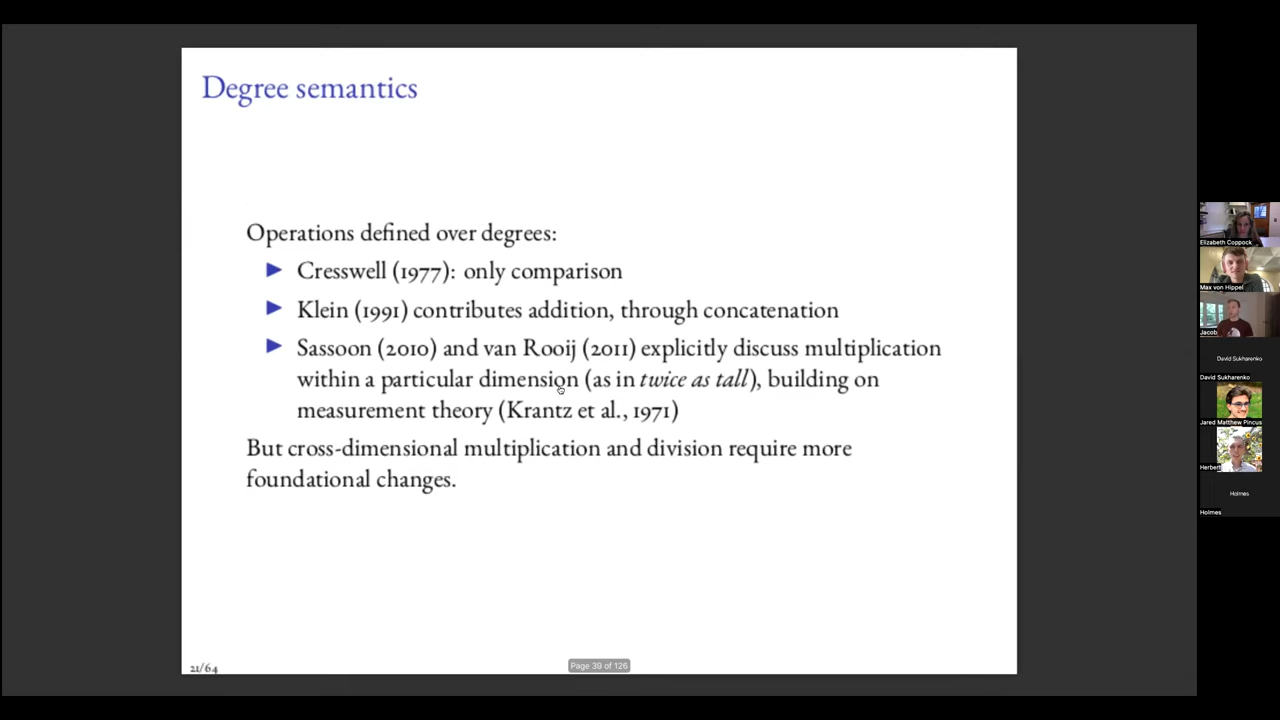 Degree semantics
Operations defined over degrees:
Cresswell (1977): only comparison
Klein (1991) contributes addition, through concatenation
Sassoon (2010) and van Rooij (2011) explicitly discuss multiplication
within a particular dimension (as in twice as tall), building on
measurement theory (Krantz et al., 1971)
But cross-dimensional multiplication and division require more
foundational changes.
21/64
Page 39 of 126
Elizabeth Coppock
Max von Hippel
Jacob
David Sukharenko
David Sukharenko
Jared Matthew Pincus
Herbert
Holmes
Holmes